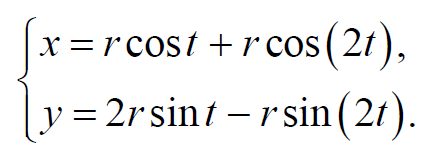 x = r cos t + r cos(2t),
y = 2r sin t − r sin(2t).